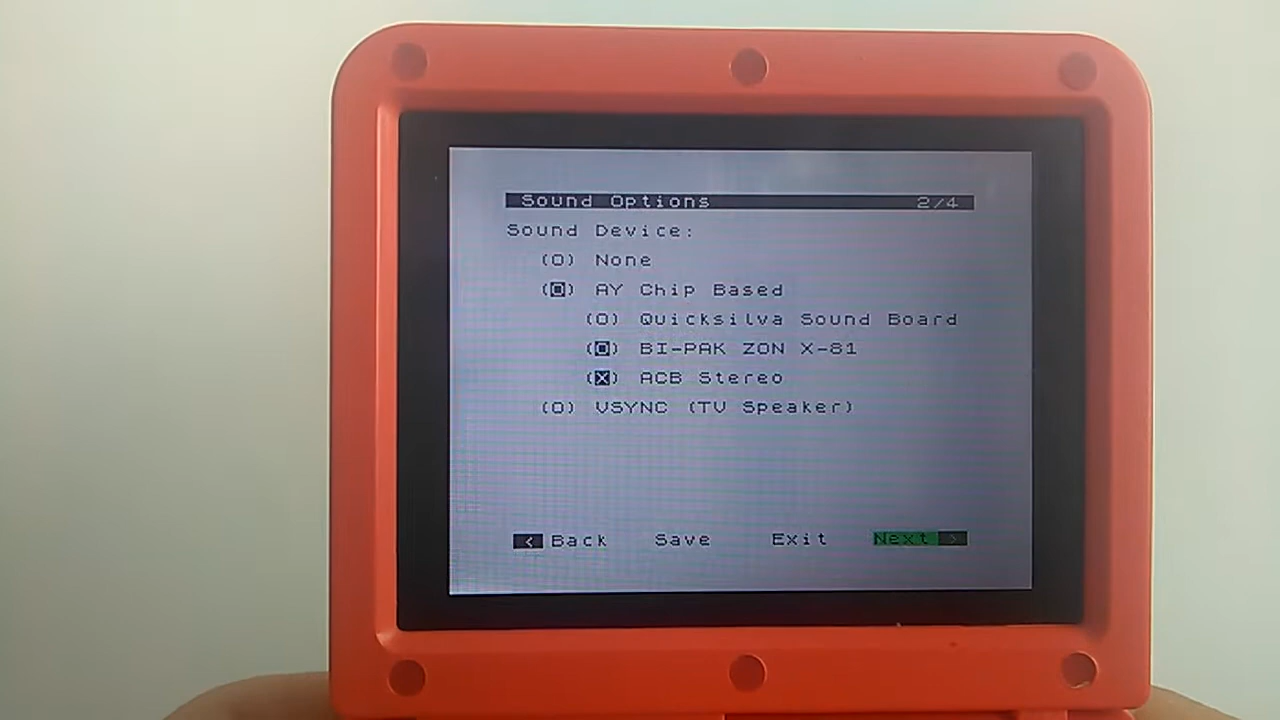 Sound Options 2/4
Sound Device:
(O) None
(O) AY Chip Based
(O) Quicksilva Sound Board
(O) BI-PAK ZON X-81
(X) ACB Stereo
(O) VSYNC (TV Speaker)
< Back Save Exit Next >